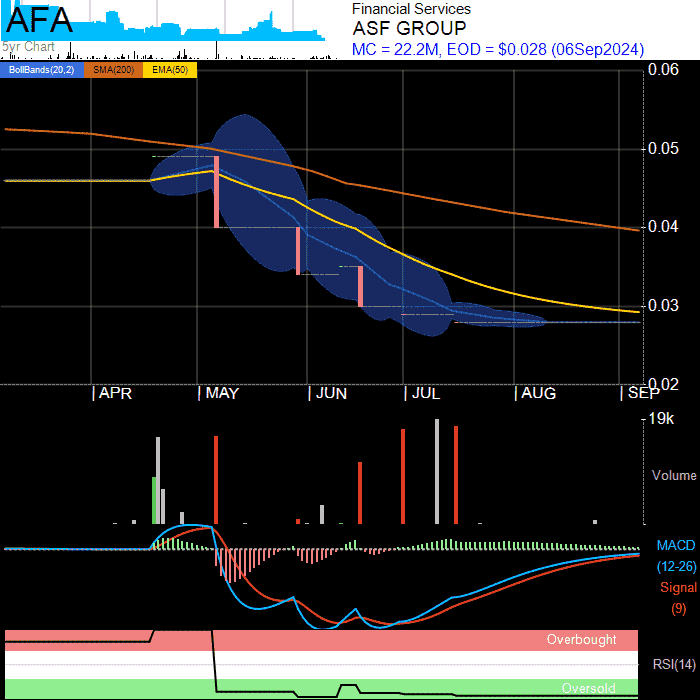 AFA
5yr Chart
Financial Services
ASF GROUP
MC = 22.2M, EOD = $0.028 (06Sep2024)
BollBands(20,2) SMA(200) EMA(50)
0.06
0.05
0.04
0.03
0.02
APR MAY JUN JUL AUG SEP
19k
Volume
MACD
(12-26)
Signal
(9)
Overbought
RSI(14)
Oversold